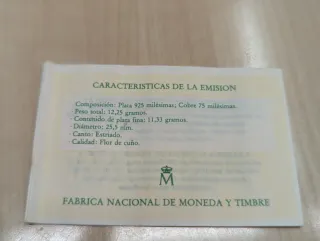 CARACTERISTICAS DE LA EMISION
Composición: Plata 925 milésimas, Cobre 75 milésimas.
Peso total: 12,25 gramos.
Contenido de plata fina: 11,33 gramos.
Diámetro: 25,5 mm.
Canto: Estriado.
Calidad: Flor de cuño.
M
FABRICA NACIONAL DE MONEDA Y TIMBRE